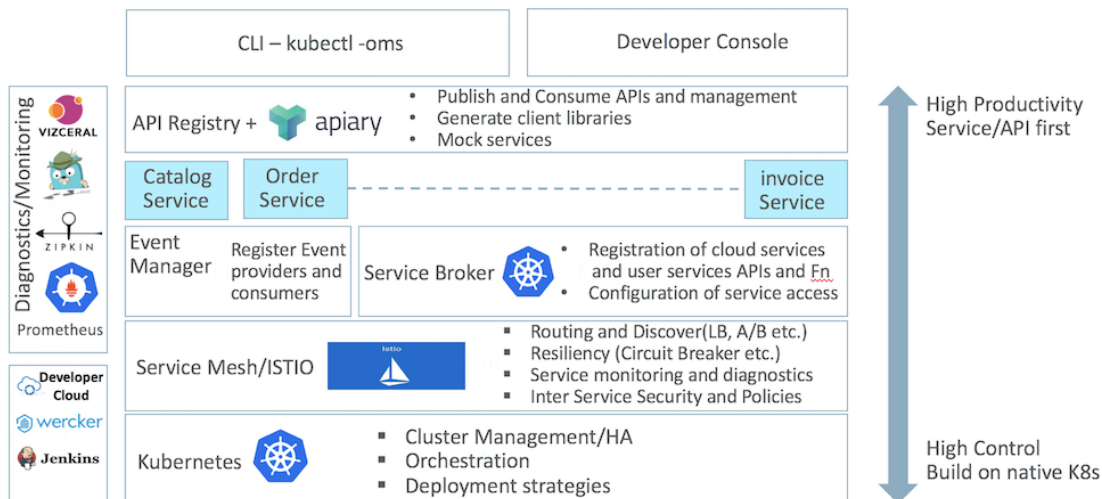 CLI – kubectl -oms
Developer Console
Diagnostics/Monitoring
VIZCERAL
ZIPKIN
Prometheus
API Registry +
apiary
• Publish and Consume APIs and management
• Generate client libraries
• Mock services
Catalog
Service
Order
Service
invoice
Service
Event
Manager
Register Event
providers and
consumers
Service Broker
• Registration of cloud services
and user services APIs and Fn
• Configuration of service access
Service Mesh/ISTIO
Istio
▪ Routing and Discover(LB, A/B etc.)
▪ Resiliency (Circuit Breaker etc.)
▪ Service monitoring and diagnostics
▪ Inter Service Security and Policies
Developer
Cloud
wercker
Jenkins
Kubernetes
▪ Cluster Management/HA
▪ Orchestration
▪ Deployment strategies
High Productivity
Service/API first
High Control
Build on native K8s